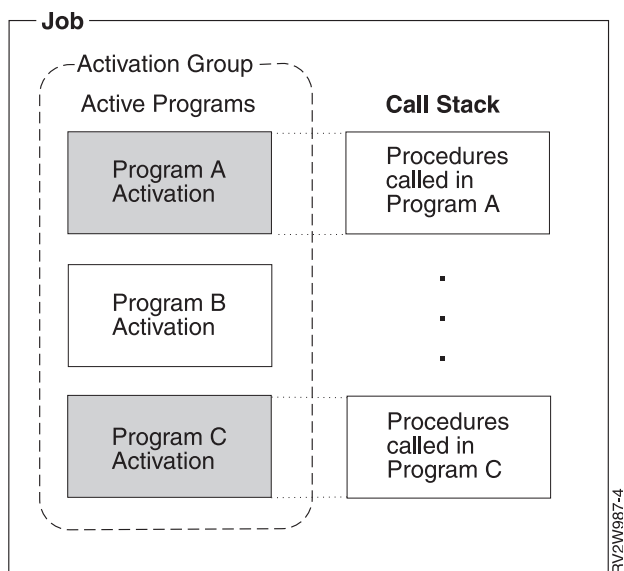 Job
Activation Group
Active Programs
Call Stack
Program A
Activation
Procedures
called in
Program A
Program B
Activation
.
.
.
Program C
Activation
Procedures
called in
Program C
RV2W987-4